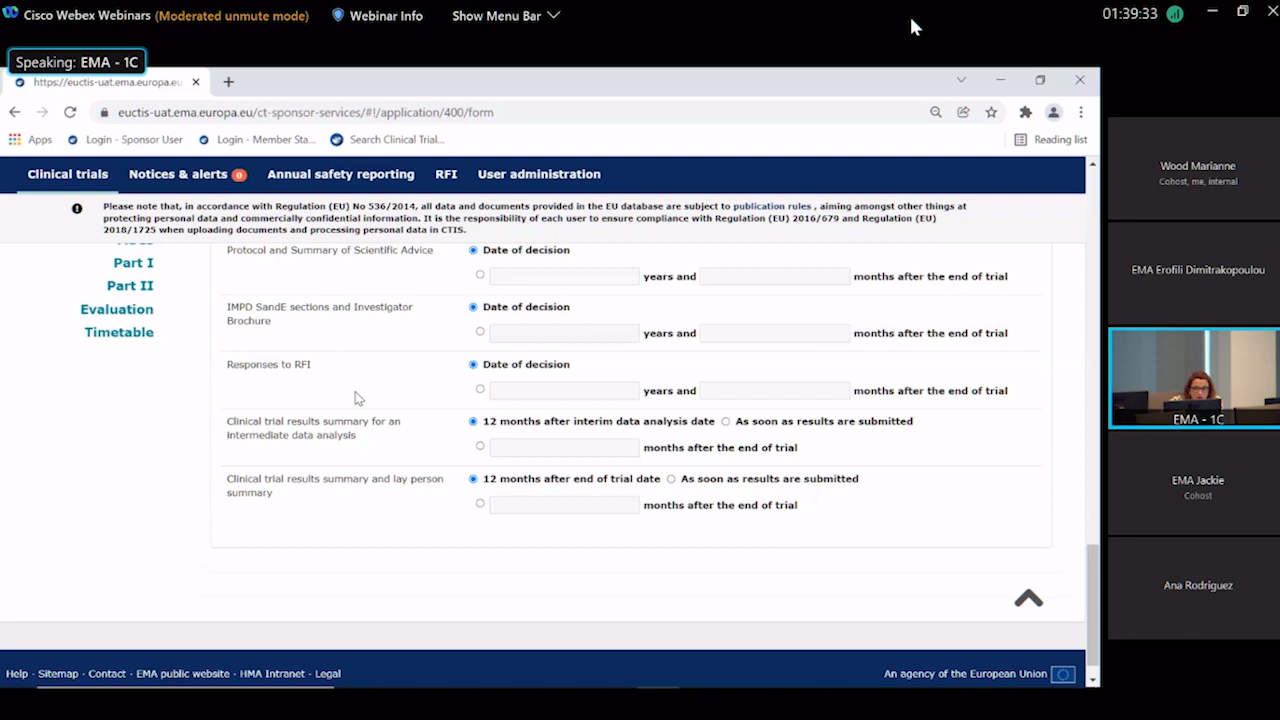 Cisco Webex Webinars (Moderated unmute mode) Webinar Info Show Menu Bar 01:39:33
Speaking: EMA - 1C
https://euctis-uat.ema.europa.eu
euctis-uat.ema.europa.eu/ct-sponsor-services/#!/application/400/form
Apps Login - Sponsor User Login - Member Sta... Search Clinical Trial... Reading list
Clinical trials Notices & alerts 0 Annual safety reporting RFI User administration
Please note that, in accordance with Regulation (EU) No 536/2014, all data and documents provided in the EU database are subject to publication rules , aiming amongst other things at
protecting personal data and commercially confidential information. It is the responsibility of each user to ensure compliance with Regulation (EU) 2016/679 and Regulation (EU)
2018/1725 when uploading documents and processing personal data in CTIS.
Part I
Part II
Evaluation
Timetable
Protocol and Summary of Scientific Advice Date of decision
years and months after the end of trial
IMPD SandE sections and Investigator Date of decision
Brochure
years and months after the end of trial
Responses to RFI Date of decision
years and months after the end of trial
Clinical trial results summary for an 12 months after interim data analysis date As soon as results are submitted
intermediate data analysis
months after the end of trial
Clinical trial results summary and lay person 12 months after end of trial date As soon as results are submitted
summary
months after the end of trial
Help · Sitemap · Contact · EMA public website · HMA Intranet · Legal An agency of the European Union
Wood Marianne
Cohost, me, internal
EMA Erofili Dimitrakopoulou
EMA - 1C
EMA Jackie
Cohost
Ana Rodriguez